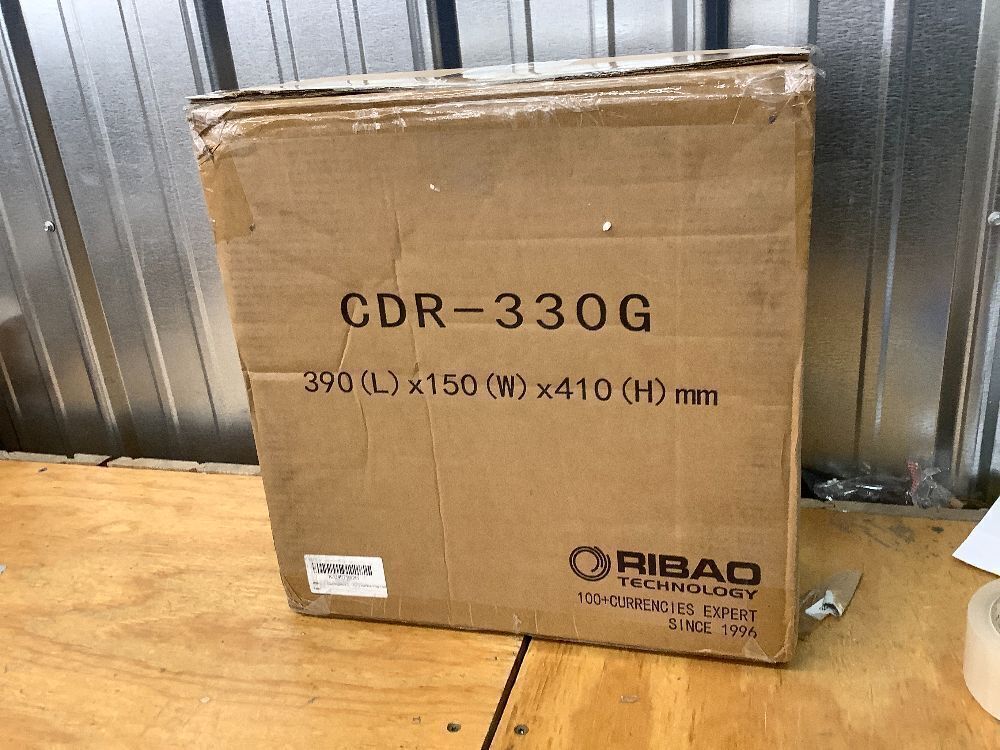 CDR-330G
390(L)x150(W)x410(H)mm
RIBAO
TECHNOLOGY
100+CURRENCIES EXPERT
SINCE 1996